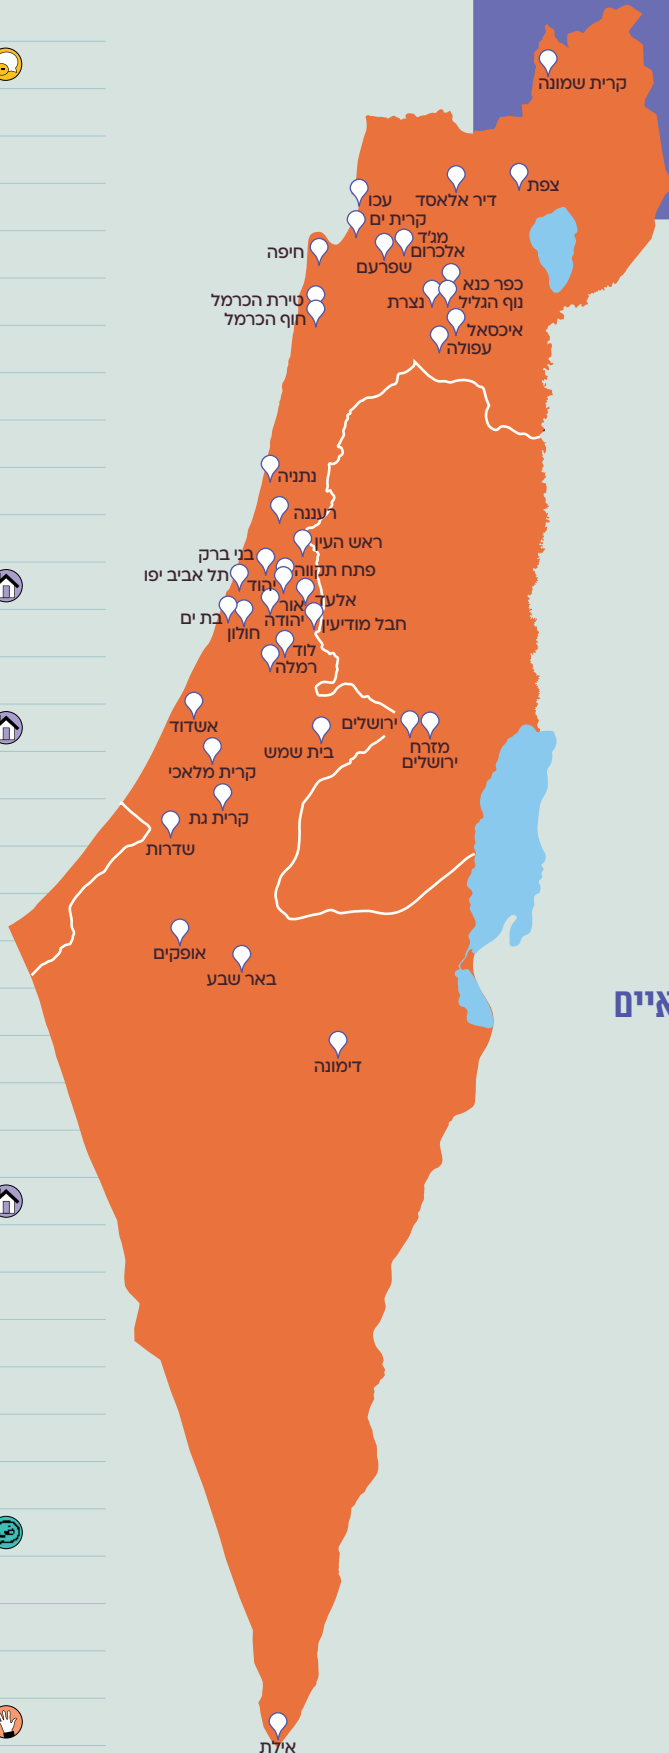 קרית שמונה
צפת
דיר אלאסד
עכו
קרית ים
מג'ד
אלכרום
שפרעם
חיפה
כפר כנא
נוף הגליל
נצרת
טירת הכרמל
חוף הכרמל
איכסאל
עפולה
נתניה
רעננה
ראש העין
בני ברק
פתח תקווה
תל אביב יפו
יהוד
אלעד
אור
יהודה
בת ים
חבל מודיעין
חולון
לוד
רמלה
ירושלים
אשדוד
מזרח
ירושלים
בית שמש
קרית מלאכי
קרית גת
שדרות
אופקים
באר שבע
דימונה
אילת